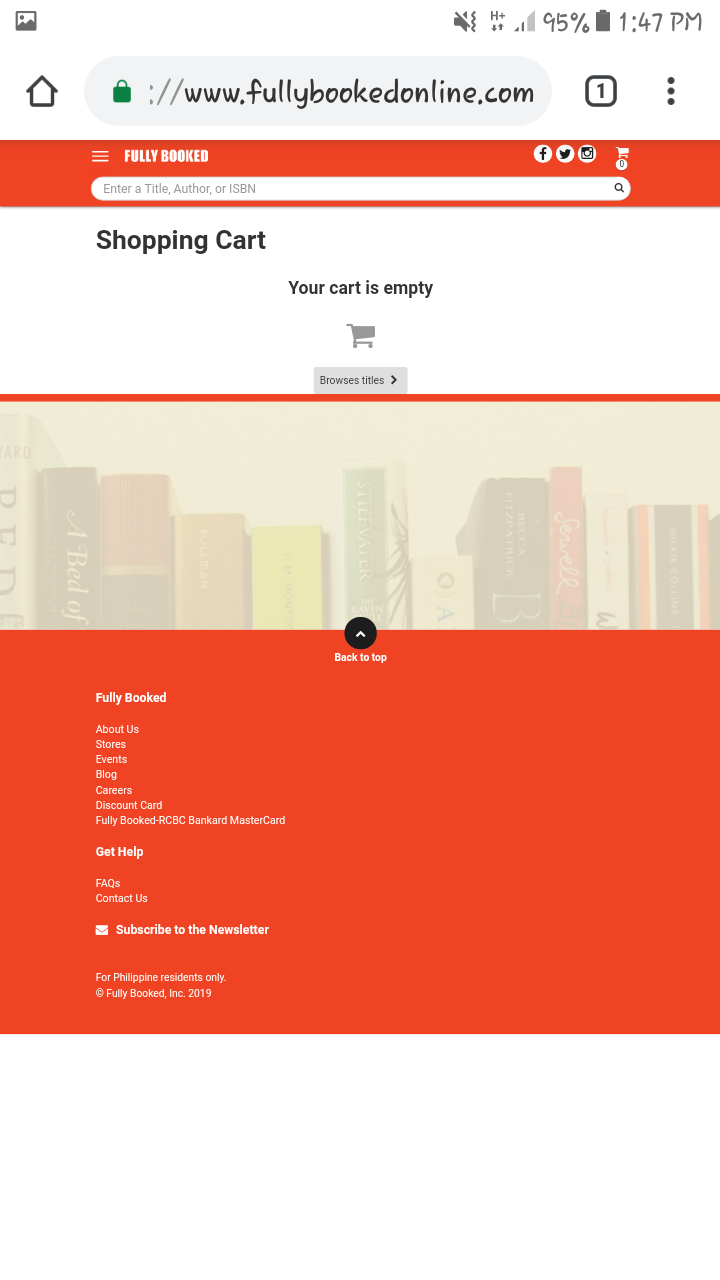 H+ 95% 1:47 PM
://www.fullybookedonline.com 1
FULLY BOOKED
0
Enter a Title, Author, or ISBN
Shopping Cart
Your cart is empty
Browses titles
A Bed of
PULLMAN
L. M. MONTGO
STIEFVATER
THE RAVEN
BECCA FITZPATRICK
B
Sewell
WILKIE COLLINS
Back to top
Fully Booked
About Us
Stores
Events
Blog
Careers
Discount Card
Fully Booked-RCBC Bankard MasterCard
Get Help
FAQs
Contact Us
Subscribe to the Newsletter
For Philippine residents only.
© Fully Booked, Inc. 2019